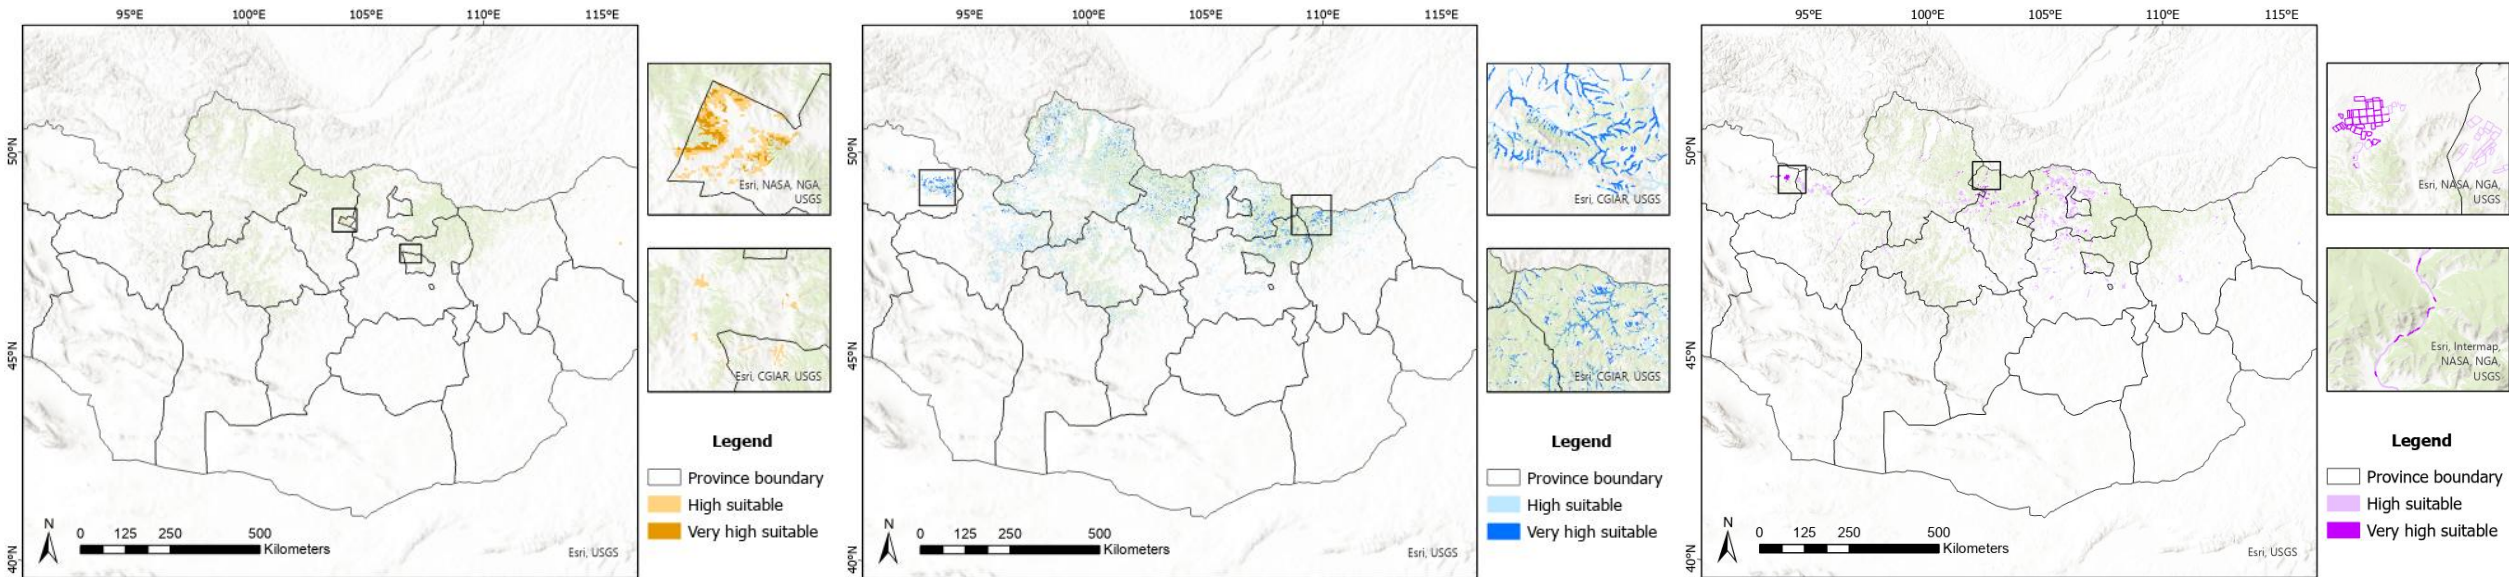 95°E 100°E 105°E 110°E 115°E
50°N
45°N
40°N
Esri, NASA, NGA,
USGS
Esri, CGIAR, USGS
Legend
Province boundary
High suitable
Very high suitable
N
0 125 250 500
Kilometers
Esri, USGS
95°E 100°E 105°E 110°E 115°E
50°N
45°N
40°N
Esri, CGIAR, USGS
Esri, CGIAR, USGS
Legend
Province boundary
High suitable
Very high suitable
N
0 125 250 500
Kilometers
Esri, USGS
95°E 100°E 105°E 110°E 115°E
50°N
45°N
40°N
Esri, NASA, NGA,
USGS
Esri, Intermap,
NASA, NGA,
USGS
Legend
Province boundary
High suitable
Very high suitable
N
0 125 250 500
Kilometers
Esri, USGS